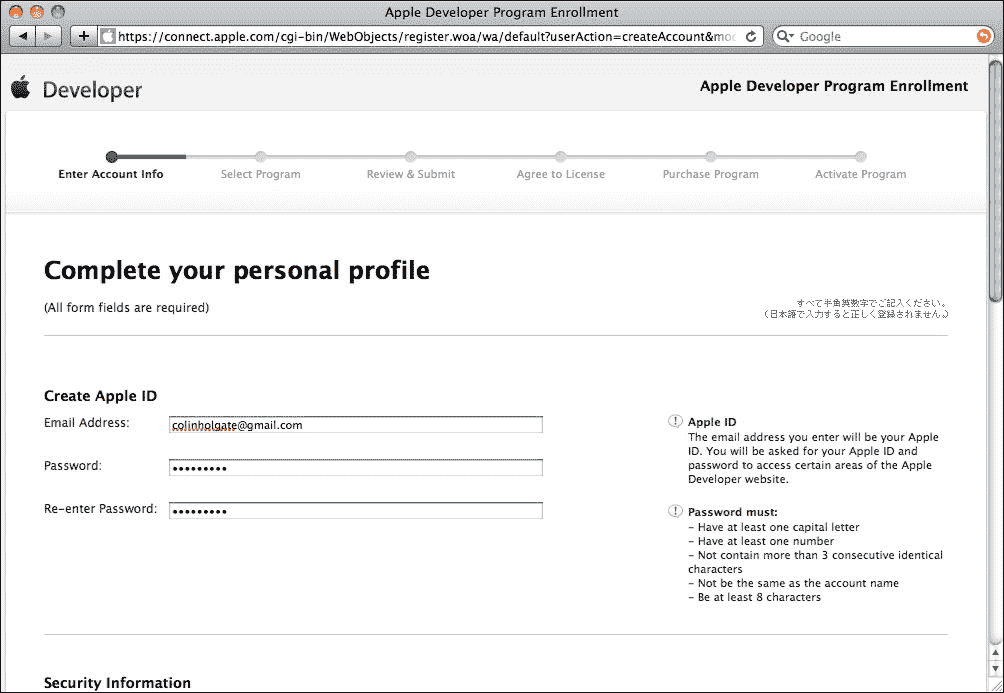 Apple Developer Program Enrollment
https://connect.apple.com/cgi-bin/WebObjects/register.woa/wa/default?userAction=createAccount&moc
Google
Developer
Apple Developer Program Enrollment
Enter Account Info
Select Program
Review & Submit
Agree to License
Purchase Program
Activate Program
Complete your personal profile
(All form fields are required)
すべて半角英数字でご記入ください。
（日本語で入力すると正しく登録されません。）
Create Apple ID
Email Address:
colinholgate@gmail.com
Password:
•••••••••
Re-enter Password:
•••••••••
Apple ID
The email address you enter will be your Apple
ID. You will be asked for your Apple ID and
password to access certain areas of the Apple
Developer website.
Password must:
- Have at least one capital letter
- Have at least one number
- Not contain more than 3 consecutive identical
characters
- Not be the same as the account name
- Be at least 8 characters
Security Information